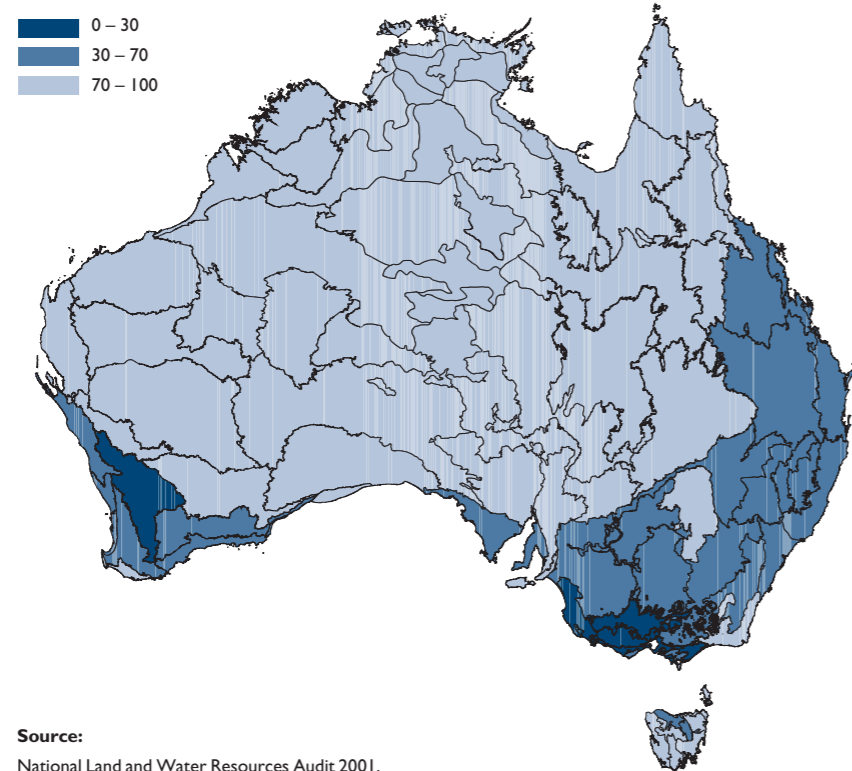 0 – 30
30 – 70
70 – 100
Source:
National Land and Water Resources Audit 2001.